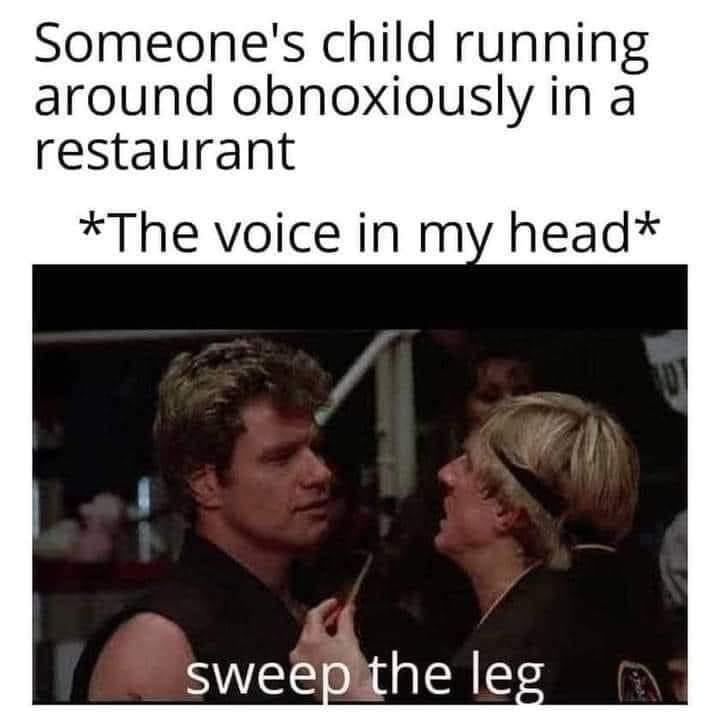 Someone's child running
around obnoxiously in a
restaurant
*The voice in my head*
sweep the leg